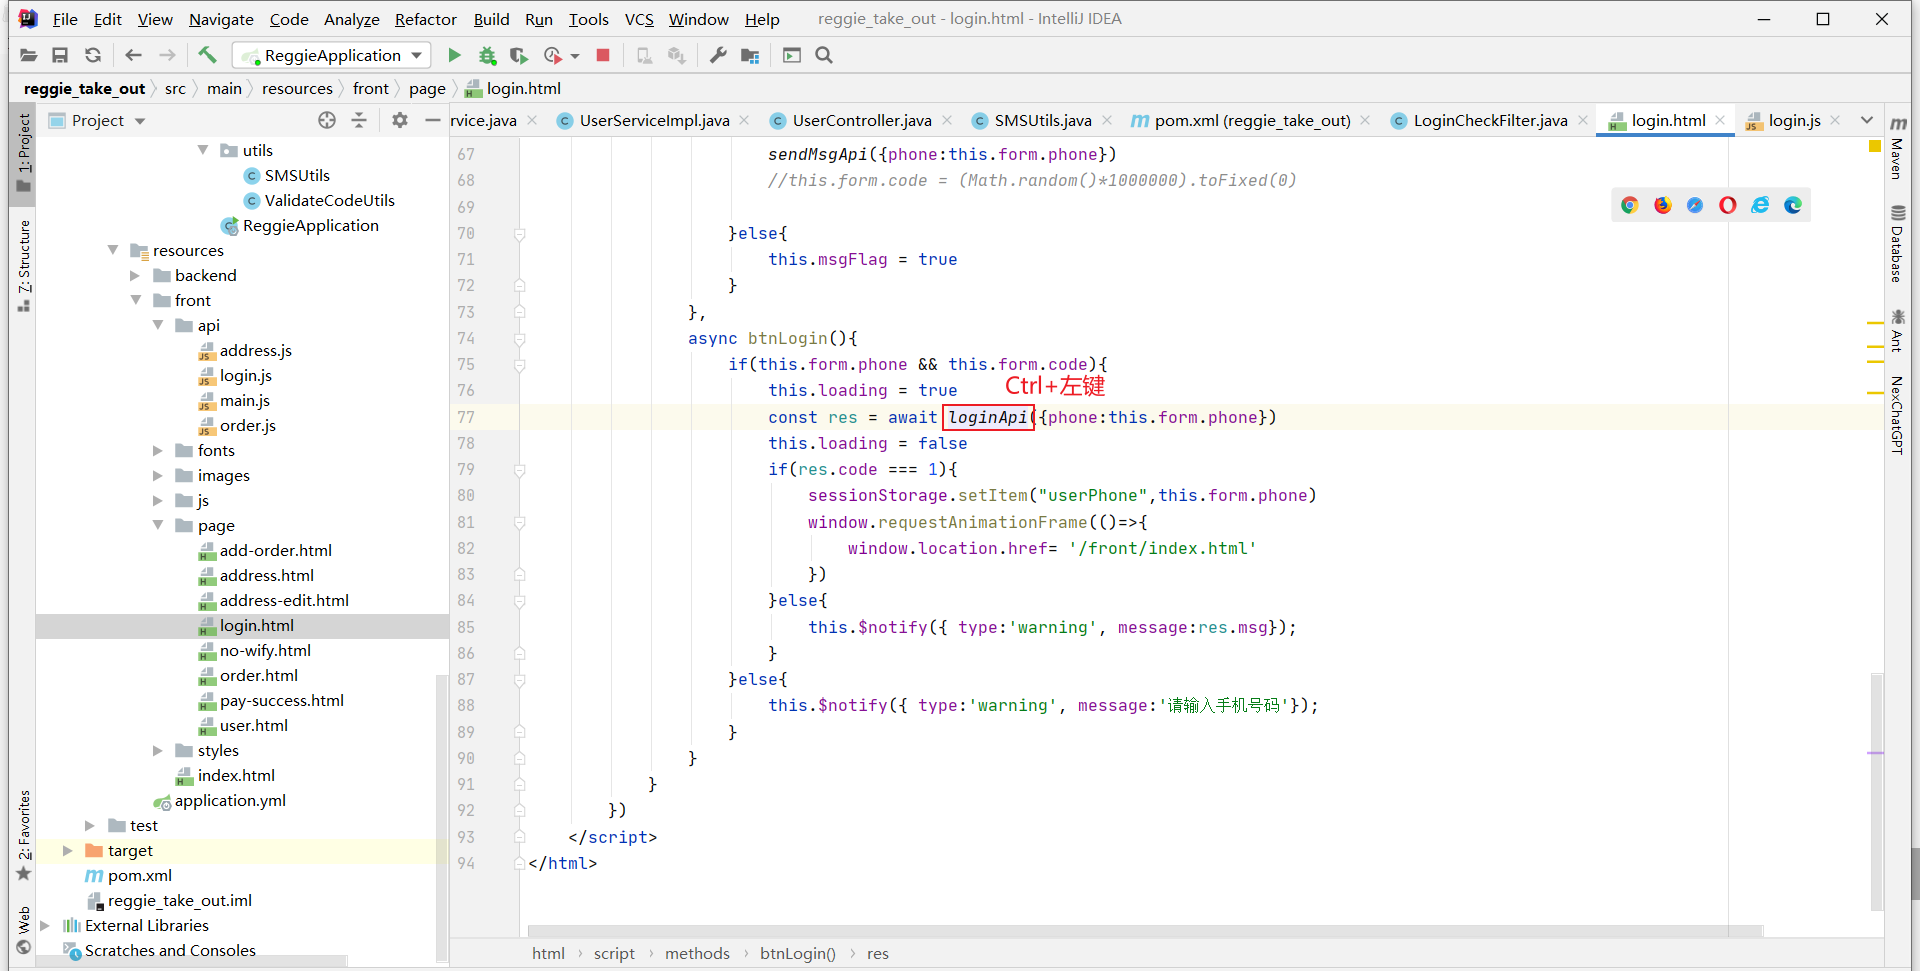 File Edit View Navigate Code Analyze Refactor Build Run Tools VCS Window Help reggie_take_out - login.html - IntelliJ IDEA
ReggieApplication
reggie_take_out src main resources front page login.html
Project
rvice.java UserServiceImpl.java UserController.java SMSUtils.java pom.xml (reggie_take_out) LoginCheckFilter.java login.html login.js
1: Project
Z: Structure
2: Favorites
Web
utils
SMSUtils
ValidateCodeUtils
ReggieApplication
resources
backend
front
api
address.js
login.js
main.js
order.js
fonts
images
js
page
add-order.html
address.html
address-edit.html
login.html
no-wify.html
order.html
pay-success.html
user.html
styles
index.html
application.yml
test
target
pom.xml
reggie_take_out.iml
External Libraries
Scratches and Consoles
67 sendMsgApi({phone:this.form.phone})
68 //this.form.code = (Math.random()*1000000).toFixed(0)
69
70 }else{
71 this.msgFlag = true
72 }
73 },
74 async btnLogin(){
75 if(this.form.phone && this.form.code){
76 this.loading = true
Ctrl+左键
77 const res = await loginApi({phone:this.form.phone})
78 this.loading = false
79 if(res.code === 1){
80 sessionStorage.setItem("userPhone",this.form.phone)
81 window.requestAnimationFrame(()=>{
82 window.location.href= '/front/index.html'
83 })
84 }else{
85 this.$notify({ type:'warning', message:res.msg});
86 }
87 }else{
88 this.$notify({ type:'warning', message:'请输入手机号码'});
89 }
90 }
91 }
92 })
93 </script>
94 </html>
html script methods btnLogin() res
Maven
Database
Ant
NexChatGPT